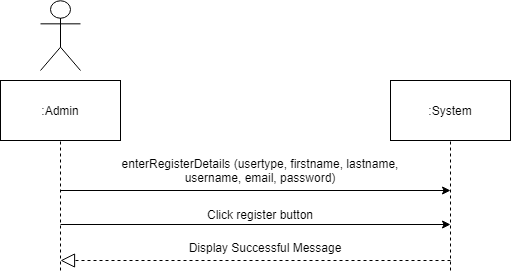 :Admin
:System
enterRegisterDetails (usertype, firstname, lastname,
username, email, password)
Click register button
Display Successful Message